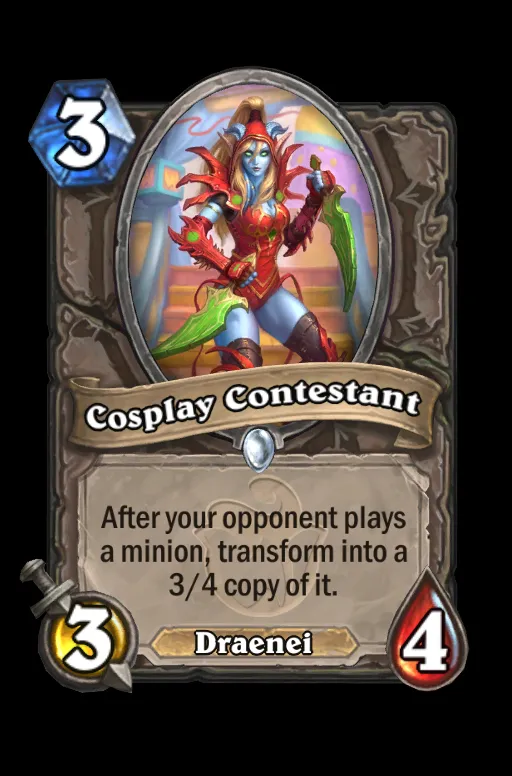 3
Cosplay Contestant
After your opponent plays
a minion, transform into a
3/4 copy of it.
3
Draenei
4